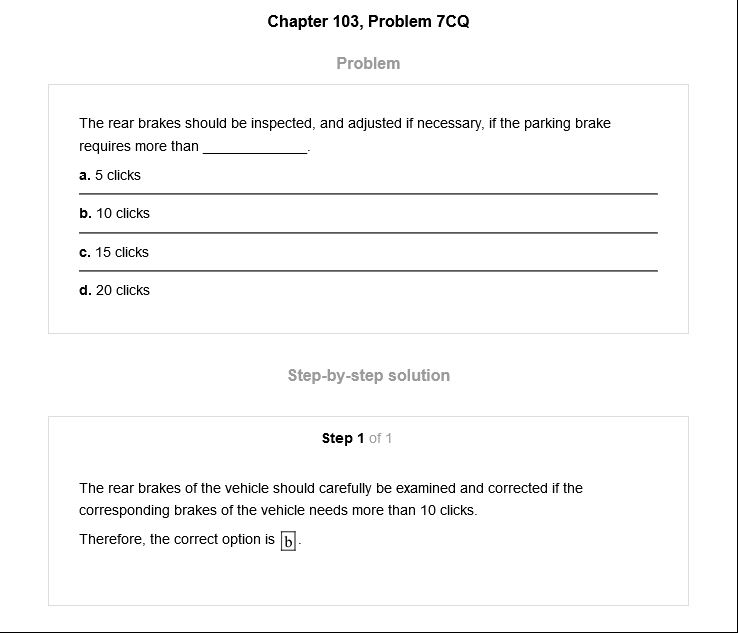 Chapter 103, Problem 7CQ
Problem
The rear brakes should be inspected, and adjusted if necessary, if the parking brake
requires more than _____________.
a. 5 clicks
b. 10 clicks
c. 15 clicks
d. 20 clicks
Step-by-step solution
Step 1 of 1
The rear brakes of the vehicle should carefully be examined and corrected if the
corresponding brakes of the vehicle needs more than 10 clicks.
Therefore, the correct option is b.